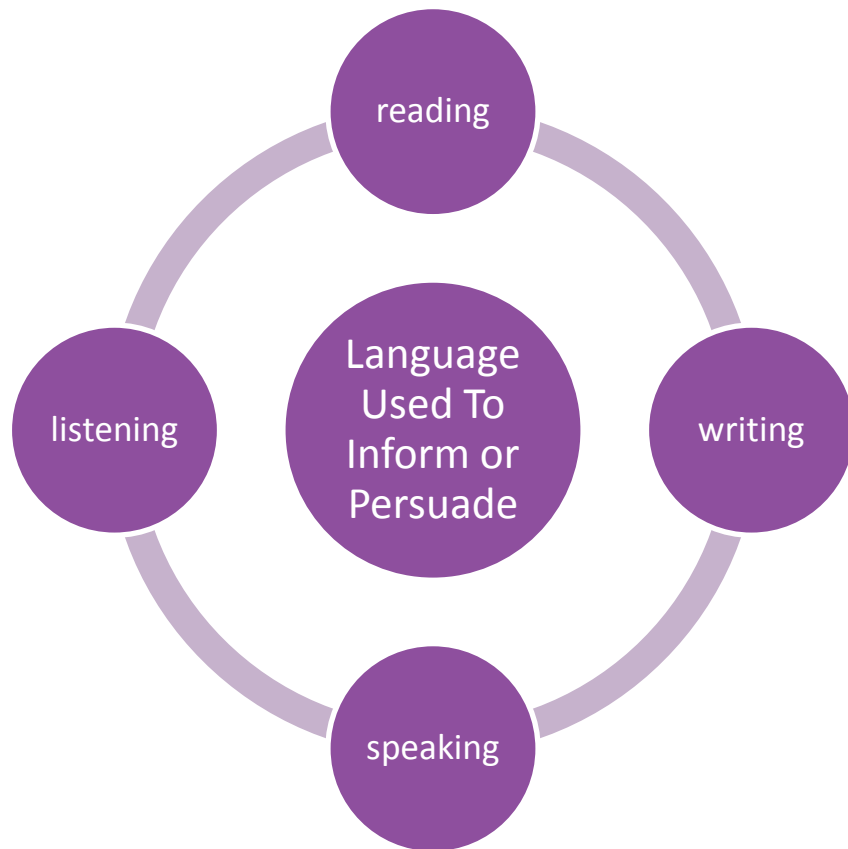 reading
listening
Language
Used To
Inform or
Persuade
writing
speaking